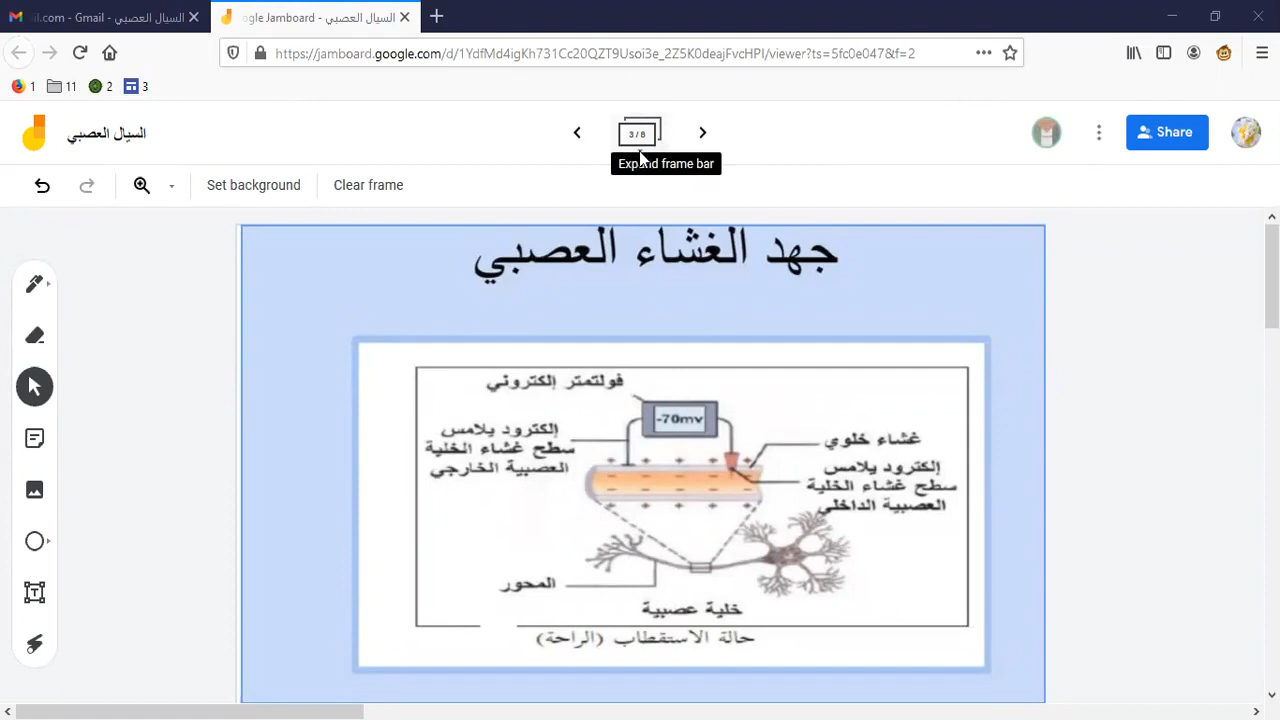 il.com - Gmail - السيال العصبي
ogle Jamboard - السيال العصبي
https://jamboard.google.com/d/1YdfMd4igKh731Cc20QZT9Usoi3e_2Z5K0deajFvcHPI/viewer?ts=5fc0e047&f=2
1
11
2
3
السيال العصبي
3 / 8
Share
Expand frame bar
Set background
Clear frame
جهد الغشاء العصبي
فولتمتر إلكتروني
-70mv
إلكترود يلامس
سطح غشاء الخلية
العصبية الخارجي
غشاء خلوي
إلكترود يلامس
سطح غشاء الخلية
العصبية الداخلي
المحور
خلية عصبية
حالة الاستقطاب (الراحة)